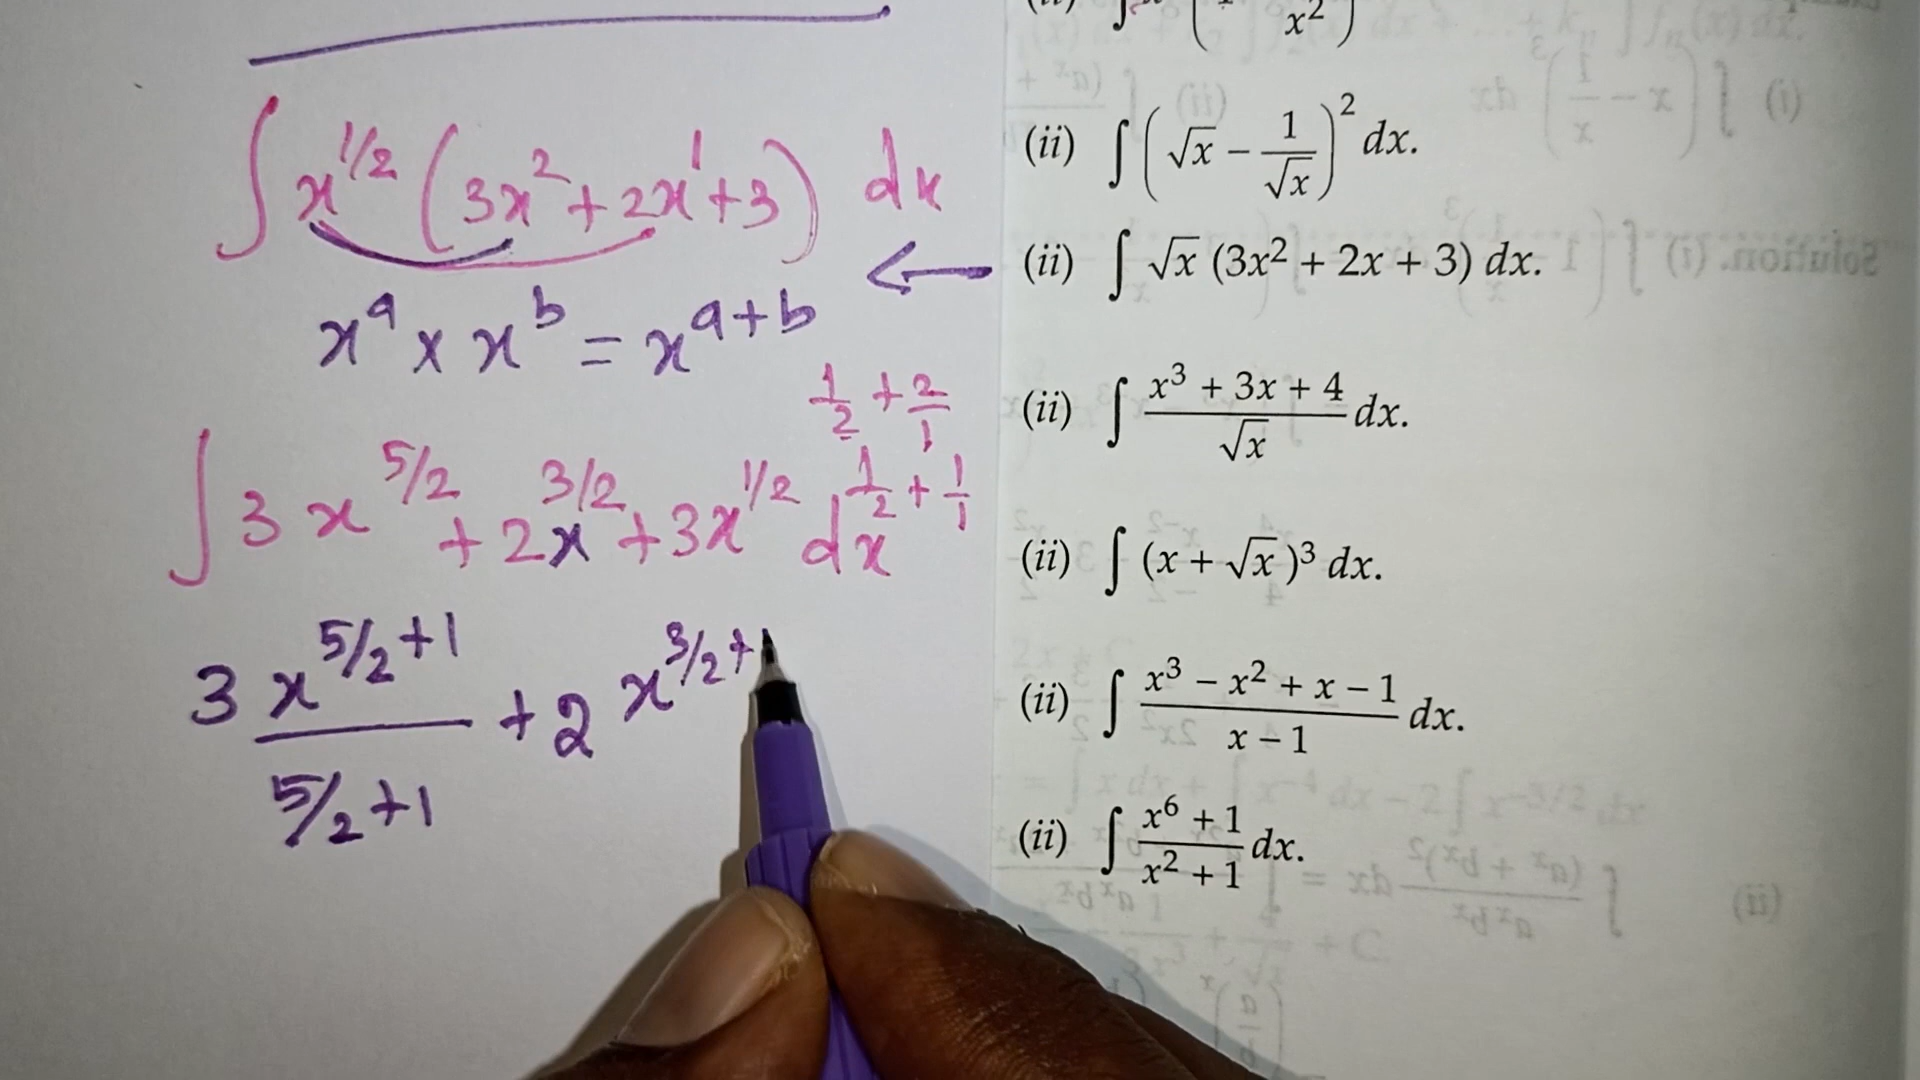 ∫ x^{1/2} (3x^2 + 2x^1 + 3) dx
x^a × x^b = x^{a+b}
1/2 + 2/1
1/2 + 1/1
∫ 3 x^{5/2} + 2x^{3/2} + 3x^{1/2} dx
3 x^{5/2 + 1} / (5/2 + 1) + 2 x^{3/2 +
x^2 )
(ii) ∫ (√x − 1/√x)^2 dx.
(ii) ∫ √x (3x^2 + 2x + 3) dx.
(ii) ∫ (x^3 + 3x + 4)/√x dx.
(ii) ∫ (x + √x)^3 dx.
(ii) ∫ (x^3 − x^2 + x − 1)/(x − 1) dx.
(ii) ∫ (x^6 + 1)/(x^2 + 1) dx.